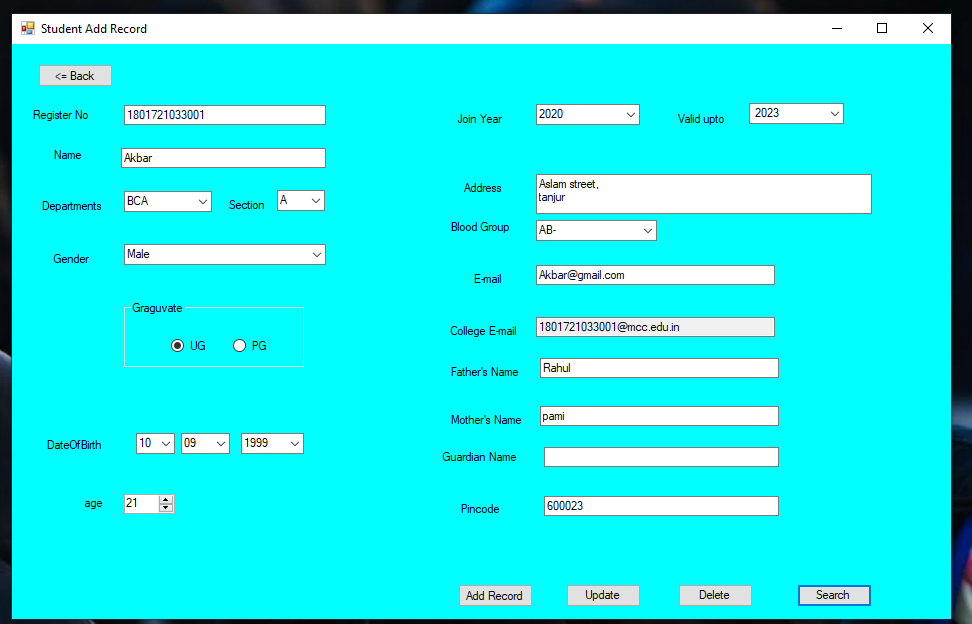 Student Add Record
<= Back
Register No 1801721033001
Join Year 2020 Valid upto 2023
Name Akbar
Address Aslam street,
tanjur
Departments BCA Section A
Blood Group AB-
Gender Male
E-mail Akbar@gmail.com
Graguvate
UG PG
College E-mail 1801721033001@mcc.edu.in
Father's Name Rahul
Mother's Name pami
DateOfBirth 10 09 1999
Guardian Name
age 21
Pincode 600023
Add Record Update Delete Search